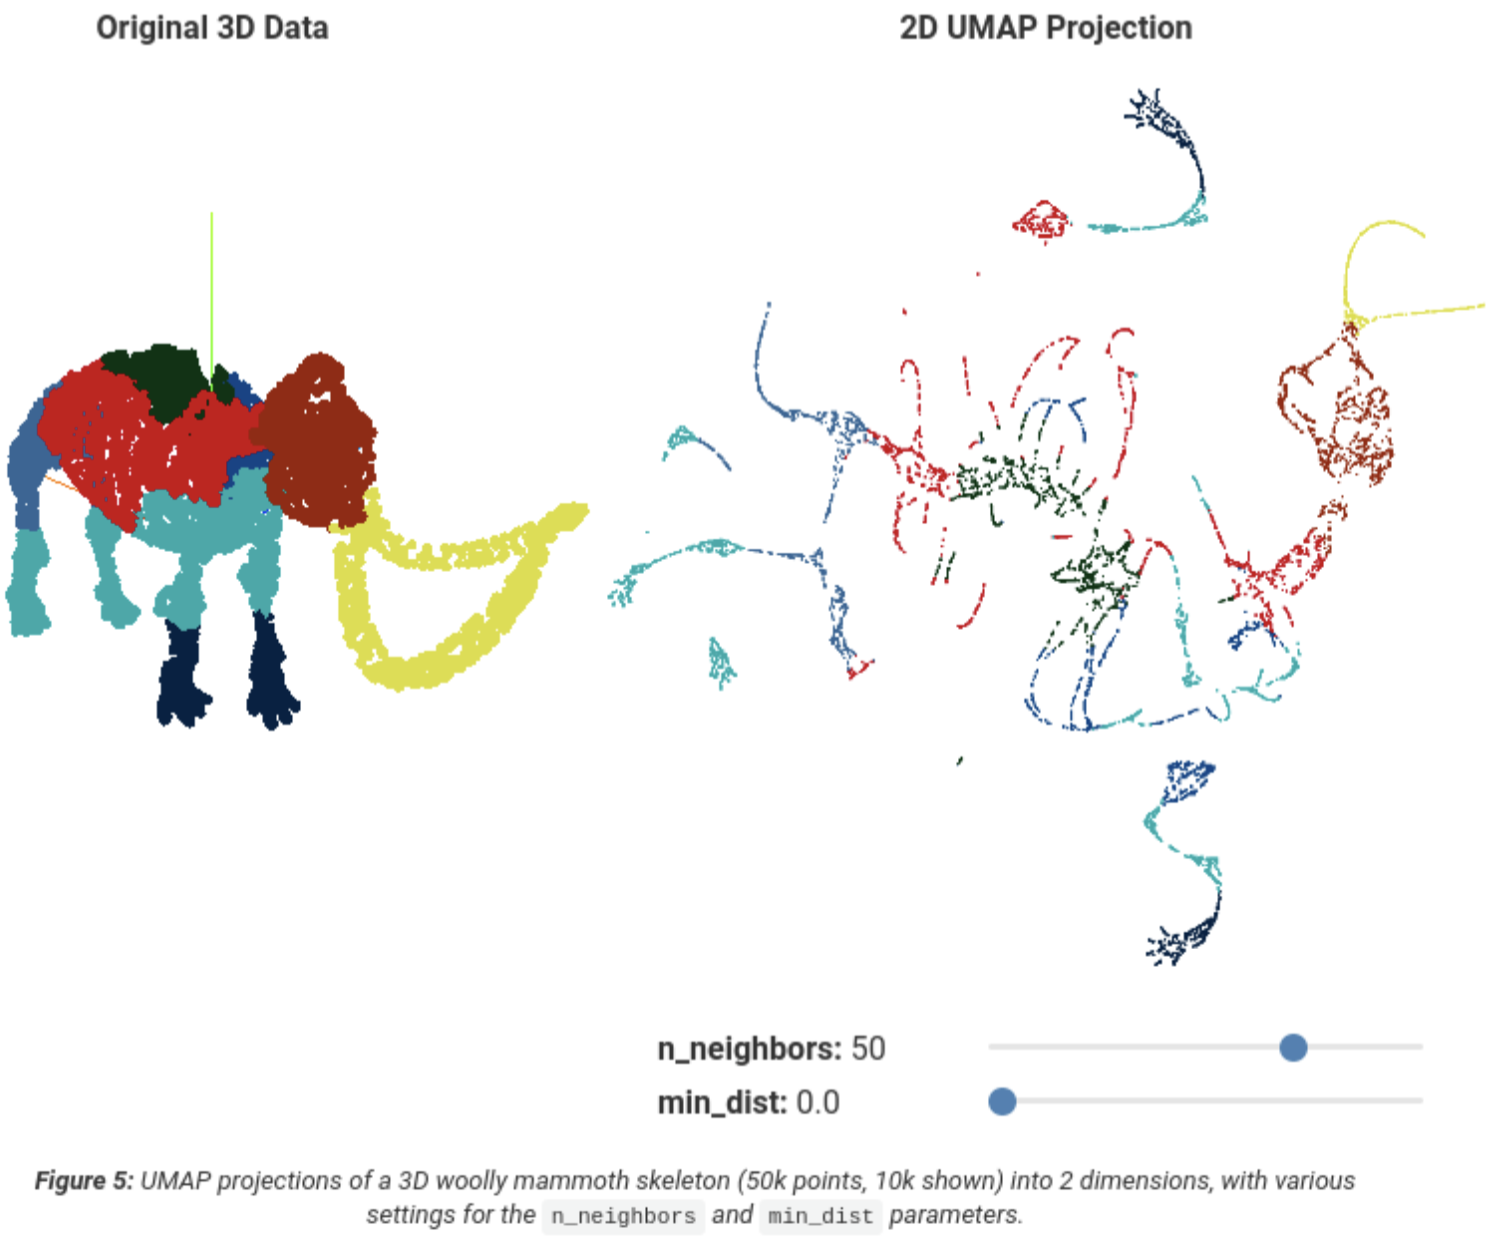 Original 3D Data
2D UMAP Projection
n_neighbors: 50
min_dist: 0.0
Figure 5: UMAP projections of a 3D woolly mammoth skeleton (50k points, 10k shown) into 2 dimensions, with various
settings for the n_neighbors and min_dist parameters.